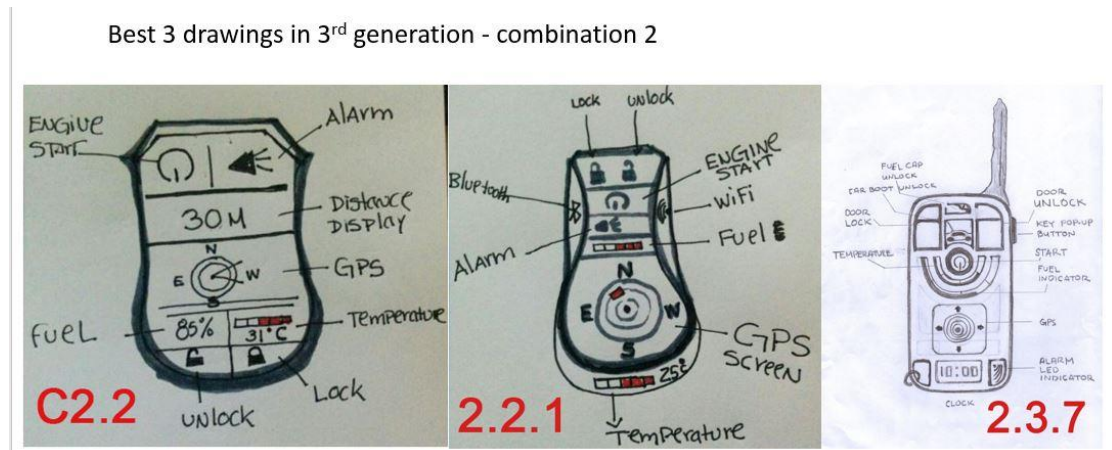 Best 3 drawings in 3rd generation - combination 2
ENGINE
START
Alarm
30M
Distance
Display
N
E
W
S
GPS
FUEL
85%
31°C
Temperature
UNLOCK
Lock
C2.2
Lock
UNlock
Bluetooth
ENGINE
START
WiFi
Alarm
Fuel
N
E
W
S
GPS
SCREEN
25°C
Temperature
2.2.1
FUEL CAP
UNLOCK
CAR BOOT UNLOCK
DOOR
LOCK
TEMPERATURE
DOOR
UNLOCK
KEY POP-UP
BUTTON
START
FUEL
INDICATOR
GPS
ALARM
LED
INDICATOR
10:00
CLOCK
2.3.7